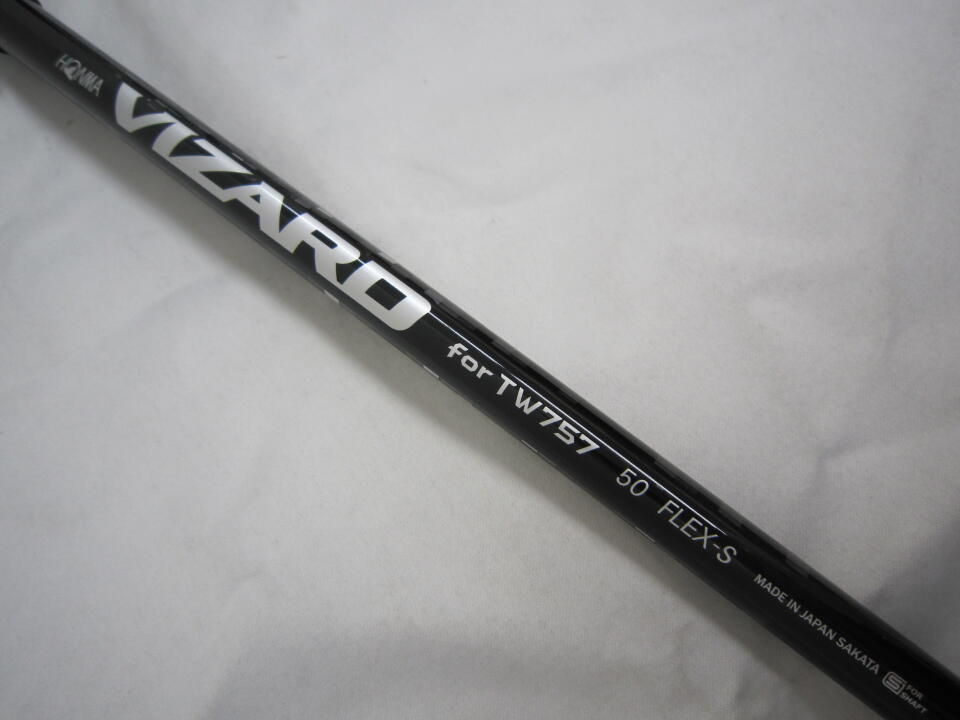 HONMA
VIZARD
for TW757
50 FLEX-S
MADE IN JAPAN SAKATA
FOR
SHAFT